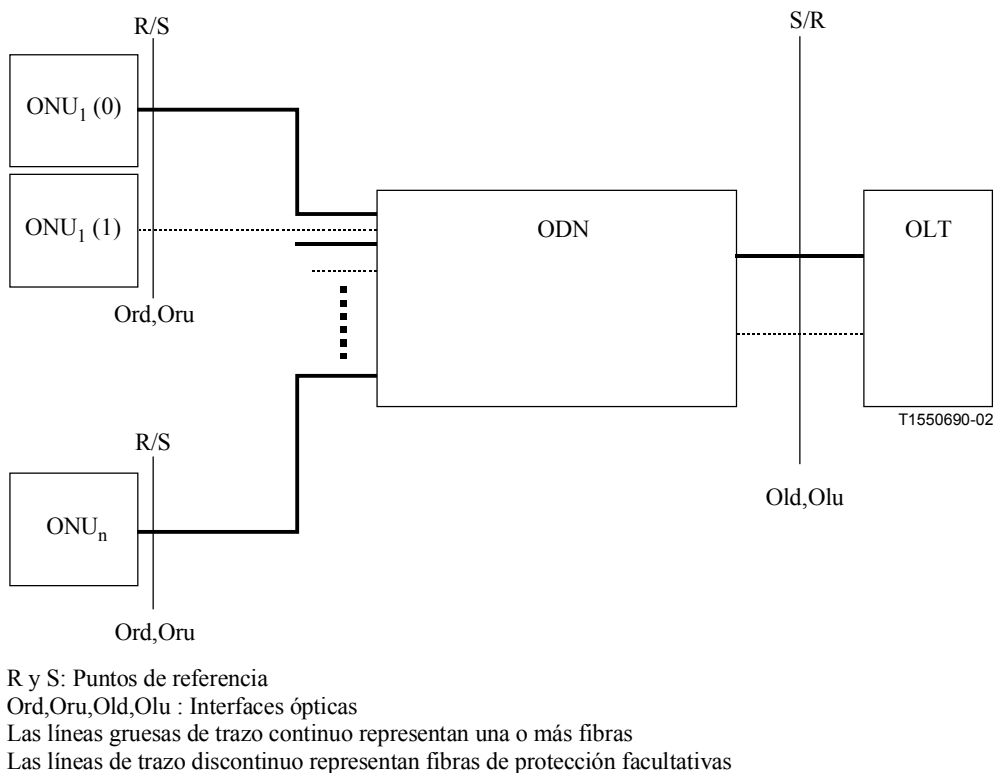 R/S
S/R
ONU1 (0)
ONU1 (1)
ODN
OLT
Ord,Oru
T1550690-02
R/S
Old,Olu
ONUn
Ord,Oru
R y S: Puntos de referencia
Ord,Oru,Old,Olu : Interfaces ópticas
Las líneas gruesas de trazo continuo representan una o más fibras
Las líneas de trazo discontinuo representan fibras de protección facultativas